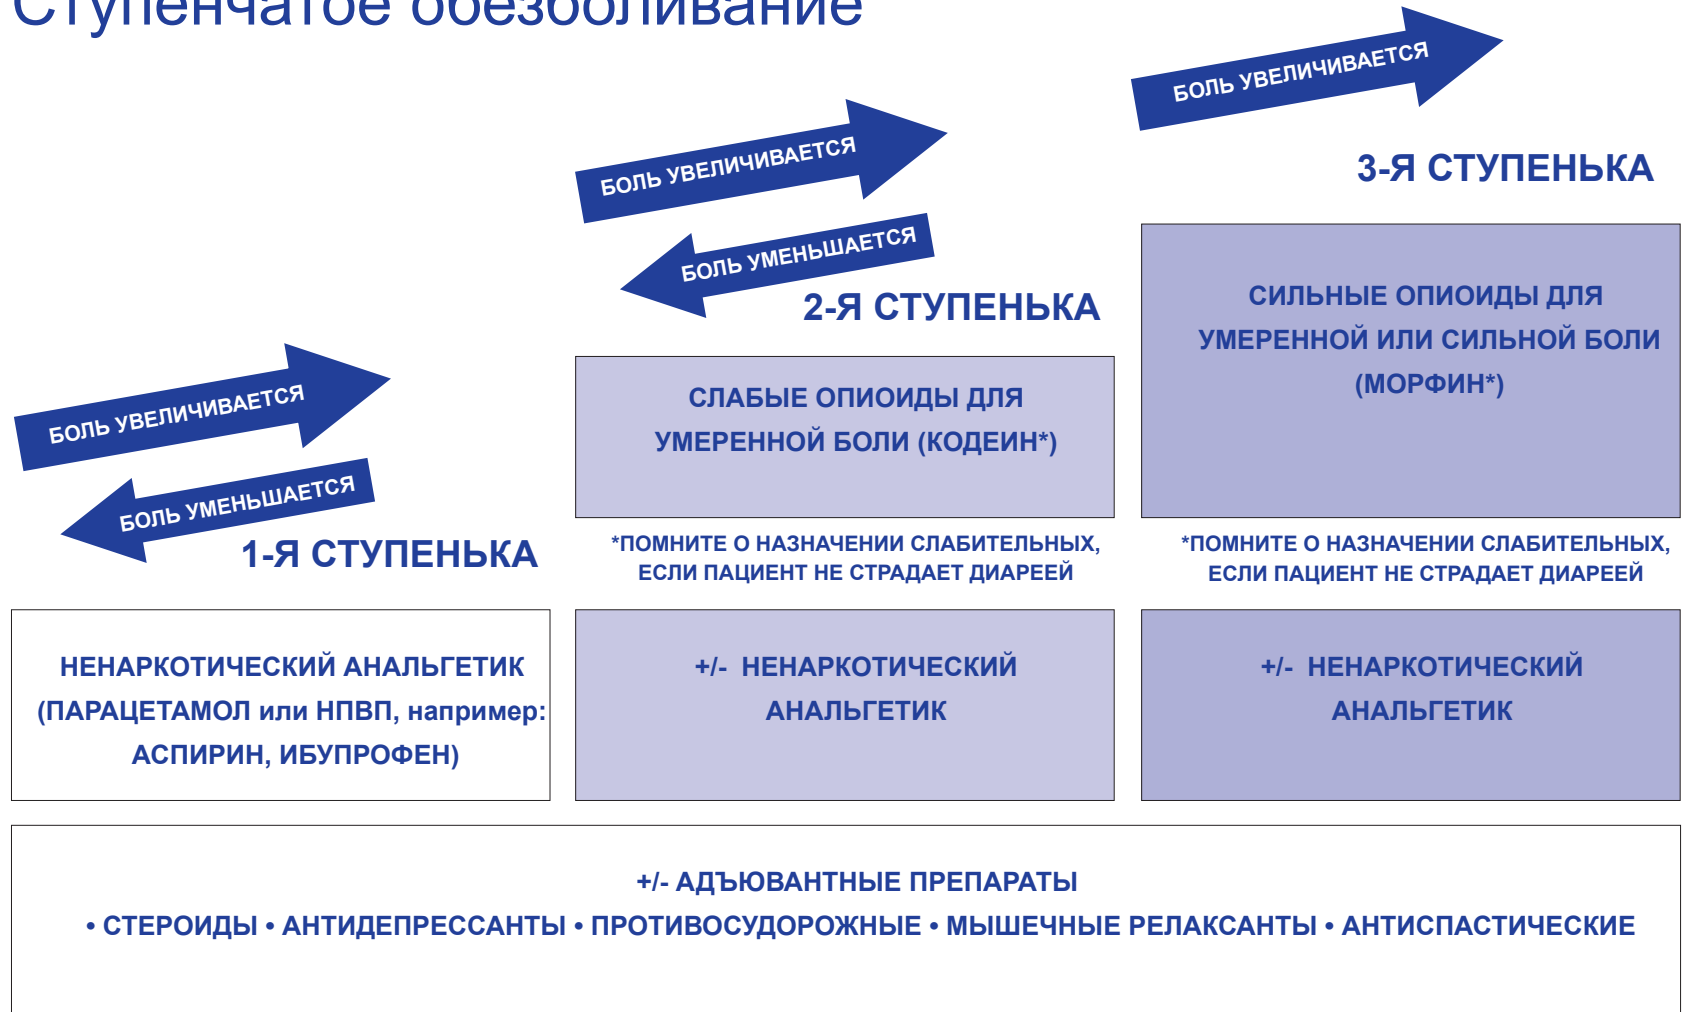 Ступенчатое обезболивание
БОЛЬ УВЕЛИЧИВАЕТСЯ
3-Я СТУПЕНЬКА
БОЛЬ УВЕЛИЧИВАЕТСЯ
БОЛЬ УМЕНЬШАЕТСЯ
2-Я СТУПЕНЬКА
БОЛЬ УВЕЛИЧИВАЕТСЯ
БОЛЬ УМЕНЬШАЕТСЯ
1-Я СТУПЕНЬКА
СИЛЬНЫЕ ОПИОИДЫ ДЛЯ
УМЕРЕННОЙ ИЛИ СИЛЬНОЙ БОЛИ
(МОРФИН*)
СЛАБЫЕ ОПИОИДЫ ДЛЯ
УМЕРЕННОЙ БОЛИ (КОДЕИН*)
*ПОМНИТЕ О НАЗНАЧЕНИИ СЛАБИТЕЛЬНЫХ,
ЕСЛИ ПАЦИЕНТ НЕ СТРАДАЕТ ДИАРЕЕЙ
*ПОМНИТЕ О НАЗНАЧЕНИИ СЛАБИТЕЛЬНЫХ,
ЕСЛИ ПАЦИЕНТ НЕ СТРАДАЕТ ДИАРЕЕЙ
НЕНАРКОТИЧЕСКИЙ АНАЛЬГЕТИК
(ПАРАЦЕТАМОЛ или НПВП, например:
АСПИРИН, ИБУПРОФЕН)
+/- НЕНАРКОТИЧЕСКИЙ
АНАЛЬГЕТИК
+/- НЕНАРКОТИЧЕСКИЙ
АНАЛЬГЕТИК
+/- АДЪЮВАНТНЫЕ ПРЕПАРАТЫ
• СТЕРОИДЫ • АНТИДЕПРЕССАНТЫ • ПРОТИВОСУДОРОЖНЫЕ • МЫШЕЧНЫЕ РЕЛАКСАНТЫ • АНТИСПАСТИЧЕСКИЕ